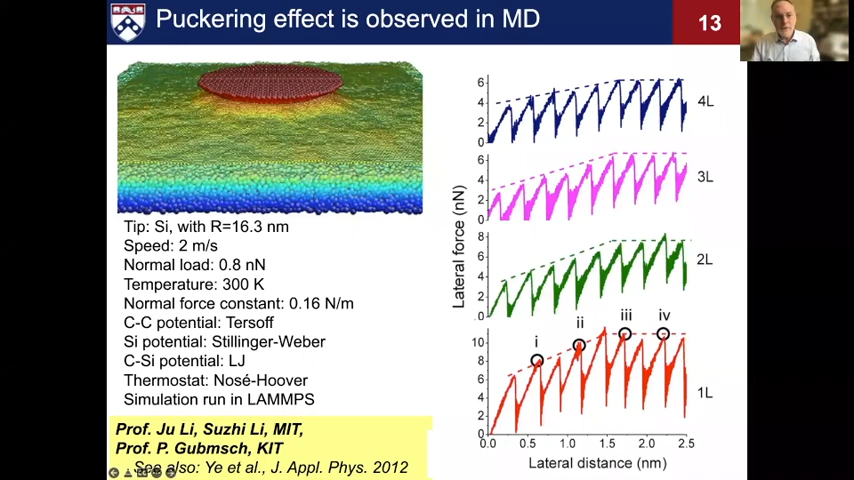 Puckering effect is observed in MD
13
Tip: Si, with R=16.3 nm
Speed: 2 m/s
Normal load: 0.8 nN
Temperature: 300 K
Normal force constant: 0.16 N/m
C-C potential: Tersoff
Si potential: Stillinger-Weber
C-Si potential: LJ
Thermostat: Nosé-Hoover
Simulation run in LAMMPS
Prof. Ju Li, Suzhi Li, MIT,
Prof. P. Gubmsch, KIT
See also: Ye et al., J. Appl. Phys. 2012
Lateral force (nN)
6
4
2
0
4L
6
4
2
0
3L
8
6
4
2
0
2L
10
8
6
4
2
0
i
ii
iii
iv
1L
0.0 0.5 1.0 1.5 2.0 2.5
Lateral distance (nm)